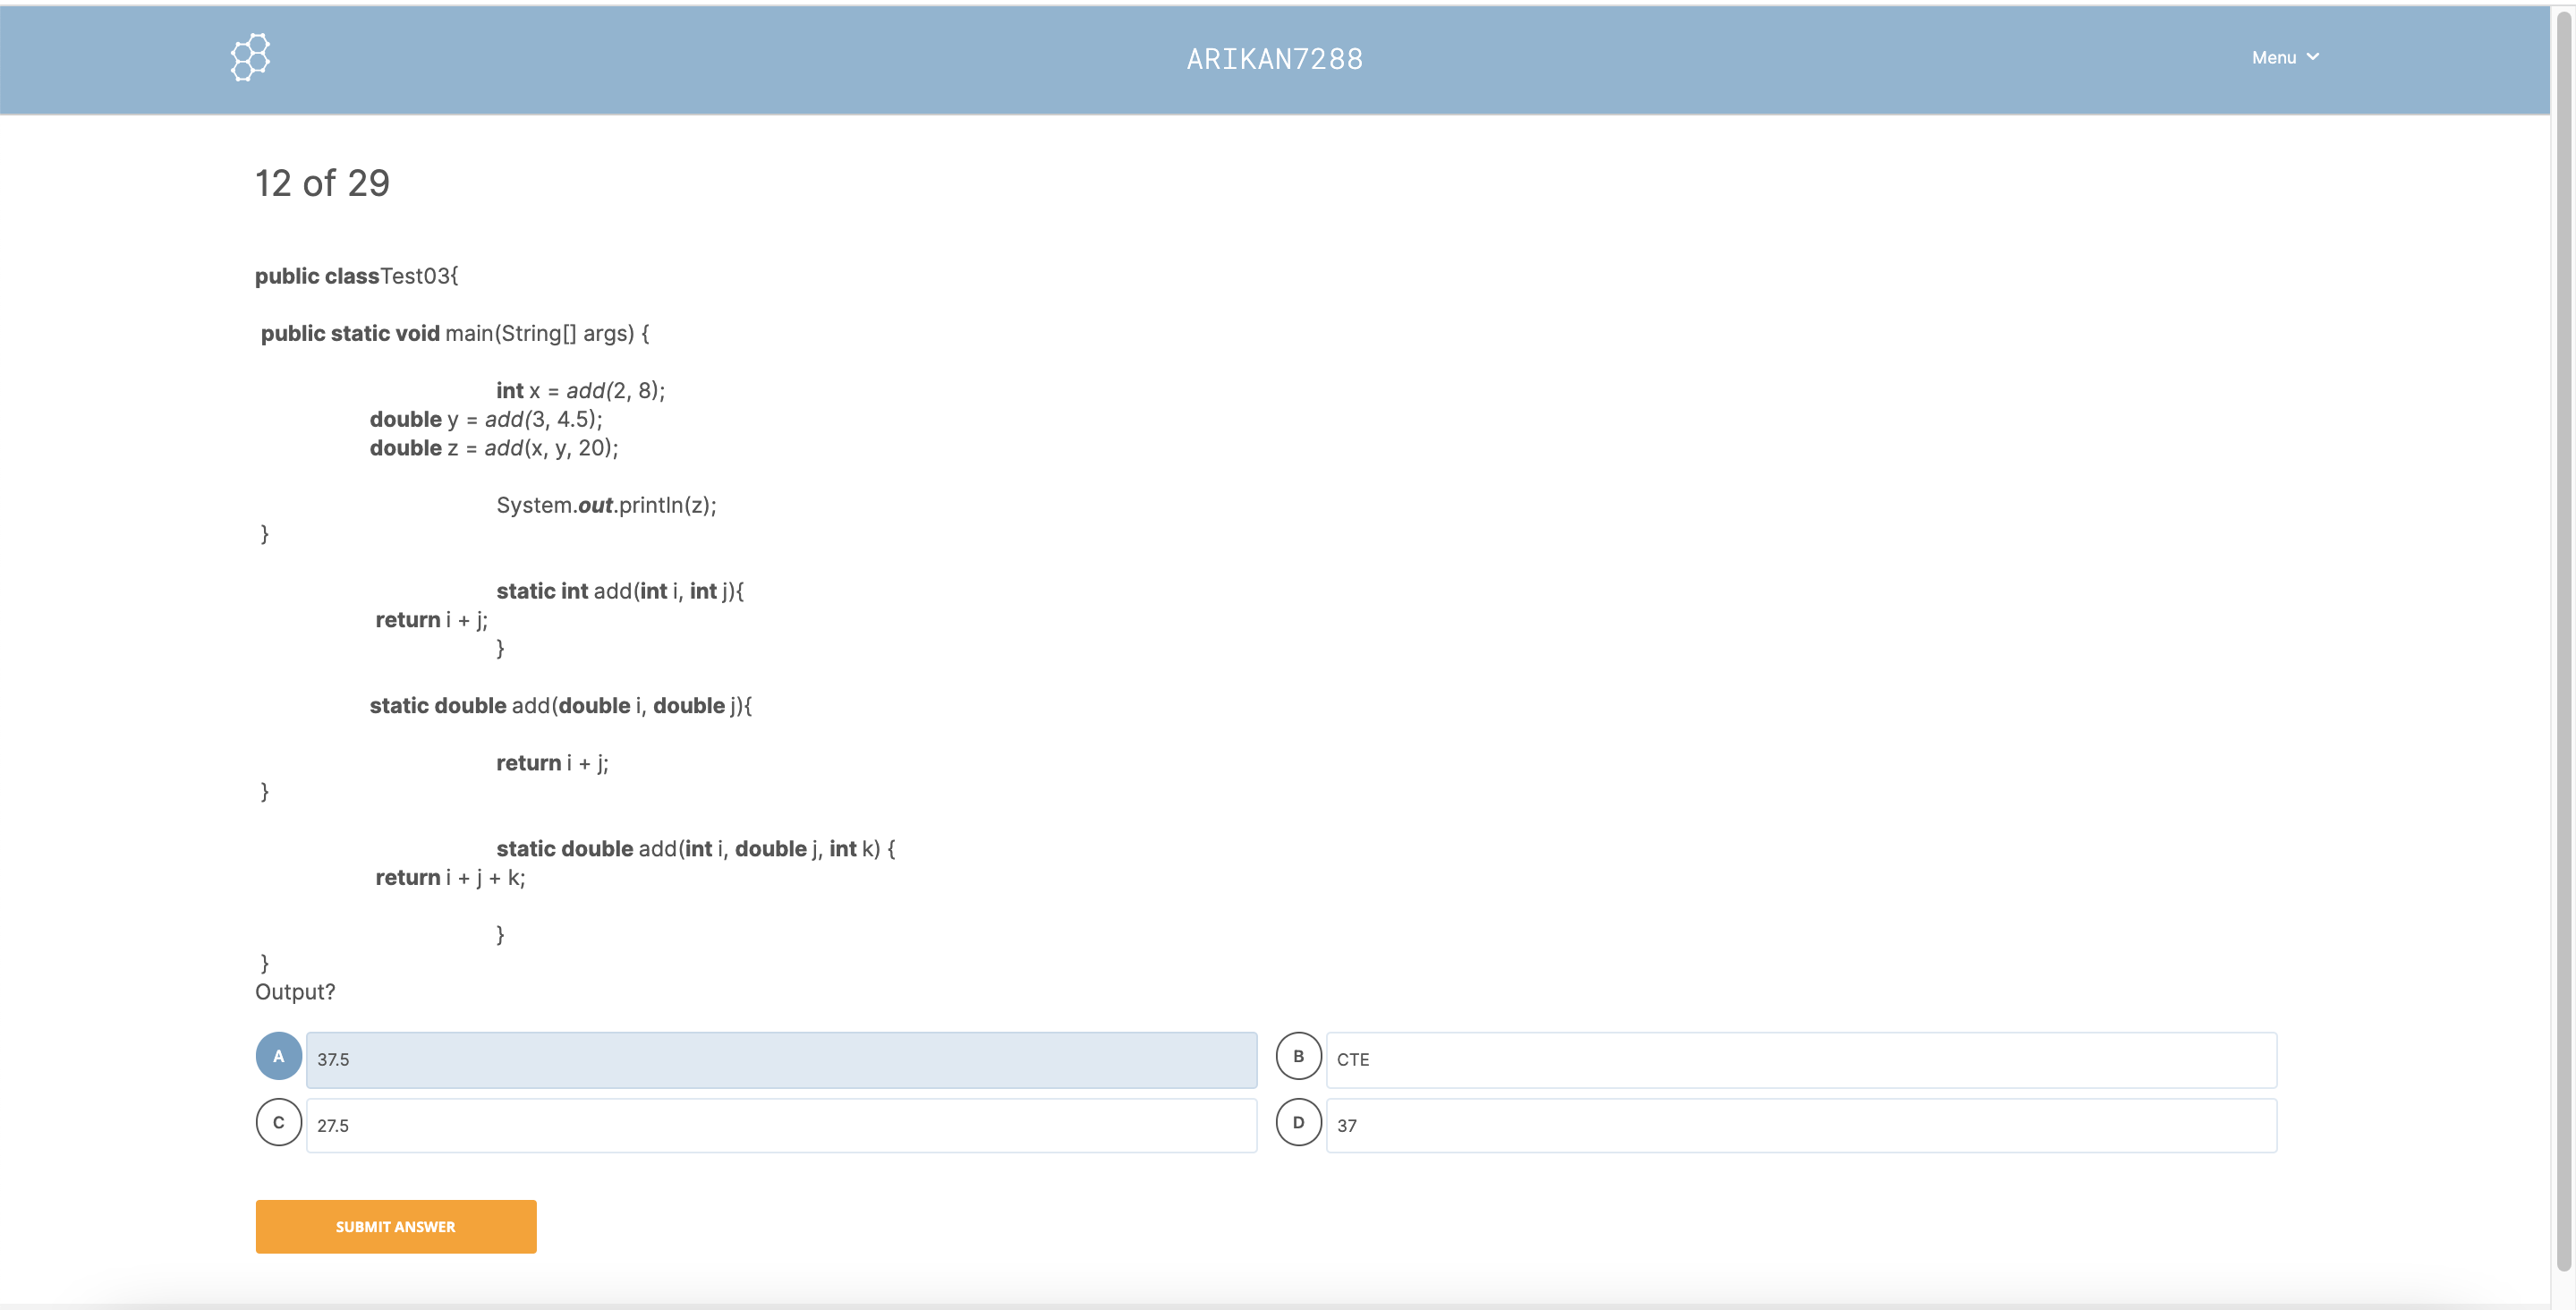 ARIKAN7288
Menu
12 of 29
public classTest03{
public static void main(String[] args) {
int x = add(2, 8);
double y = add(3, 4.5);
double z = add(x, y, 20);
System.out.println(z);
}
static int add(int i, int j){
return i + j;
}
static double add(double i, double j){
return i + j;
}
static double add(int i, double j, int k) {
return i + j + k;
}
}
Output?
A 37.5
B CTE
C 27.5
D 37
SUBMIT ANSWER